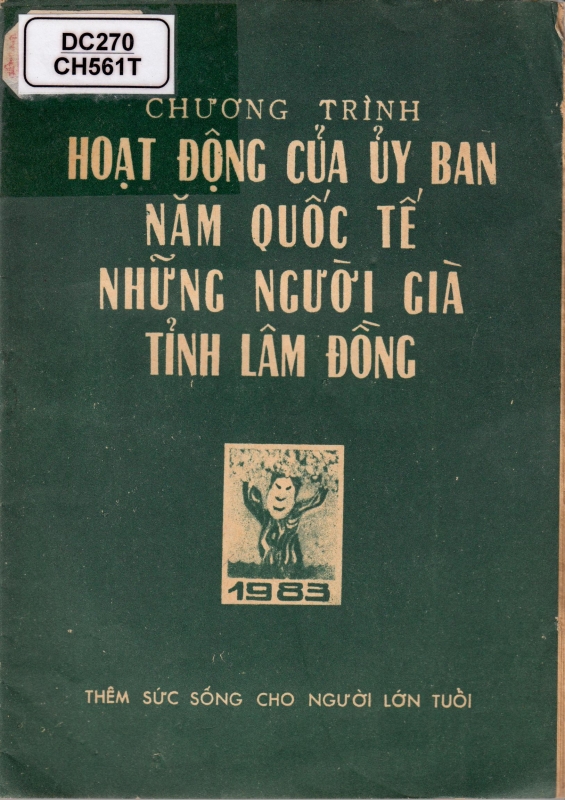 DC270
CH561T
CHƯƠNG TRÌNH
HOẠT ĐỘNG CỦA ỦY BAN
NĂM QUỐC TẾ
NHỮNG NGƯỜI GIÀ
TỈNH LÂM ĐỒNG
1983
THÊM SỨC SỐNG CHO NGƯỜI LỚN TUỔI